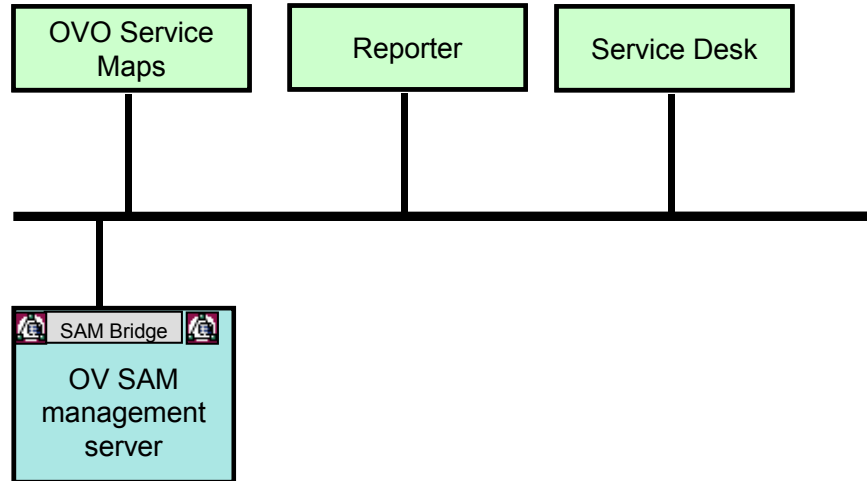 OVO Service
Maps
Reporter
Service Desk
SAM Bridge
OV SAM
management
server